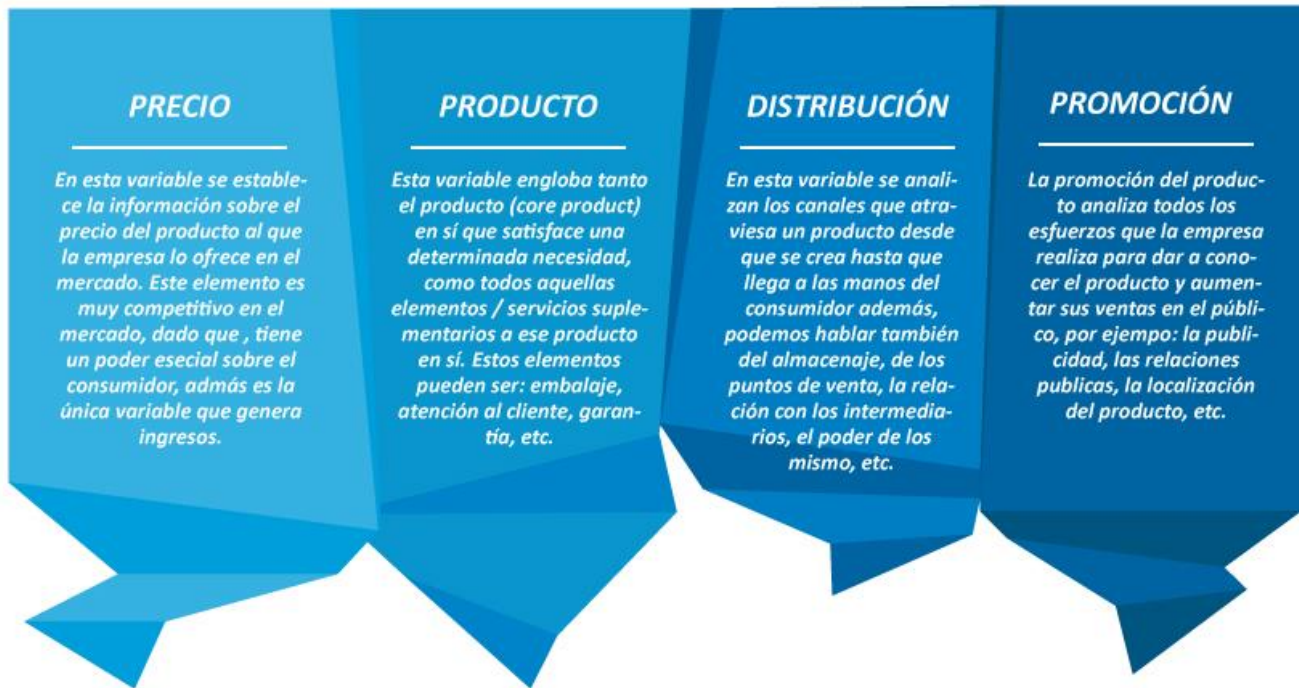 PRECIO
En esta variable se estable-
ce la información sobre el
precio del producto al que
la empresa lo ofrece en el
mercado. Este elemento es
muy competitivo en el
mercado, dado que , tiene
un poder esecial sobre el
consumidor, admás es la
única variable que genera
ingresos.
PRODUCTO
Esta variable engloba tanto
el producto (core product)
en sí que satisface una
determinada necesidad,
como todos aquellas
elementos / servicios suple-
mentarios a ese producto
en sí. Estos elementos
pueden ser: embalaje,
atención al cliente, garan-
tía, etc.
DISTRIBUCIÓN
En esta variable se anali-
zan los canales que atra-
viesa un producto desde
que se crea hasta que
llega a las manos del
consumidor además,
podemos hablar también
del almacenaje, de los
puntos de venta, la rela-
ción con los intermedia-
rios, el poder de los
mismo, etc.
PROMOCIÓN
La promoción del produc-
to analiza todos los
esfuerzos que la empresa
realiza para dar a cono-
cer el producto y aumen-
tar sus ventas en el públi-
co, por ejempo: la publi-
cidad, las relaciones
publicas, la localización
del producto, etc.